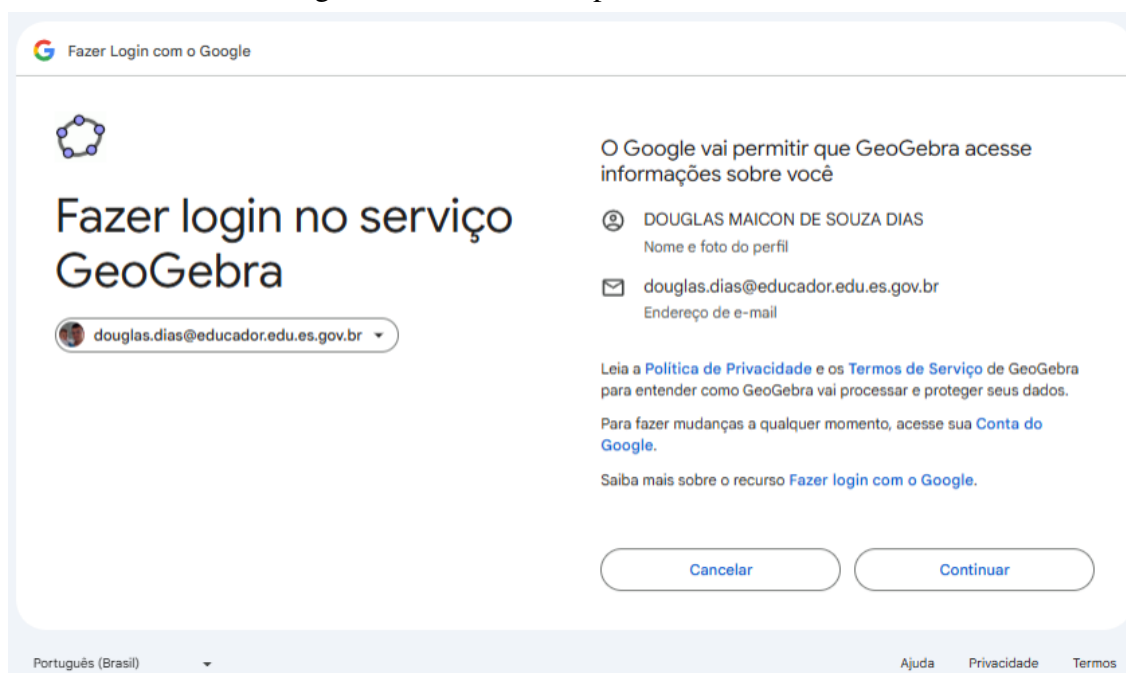 Fazer Login com o Google
Fazer login no serviço
GeoGebra
douglas.dias@educador.edu.es.gov.br
O Google vai permitir que GeoGebra acesse
informações sobre você
DOUGLAS MAICON DE SOUZA DIAS
Nome e foto do perfil
douglas.dias@educador.edu.es.gov.br
Endereço de e-mail
Leia a Política de Privacidade e os Termos de Serviço de GeoGebra
para entender como GeoGebra vai processar e proteger seus dados.
Para fazer mudanças a qualquer momento, acesse sua Conta do
Google.
Saiba mais sobre o recurso Fazer login com o Google.
Cancelar
Continuar
Português (Brasil)
Ajuda
Privacidade
Termos